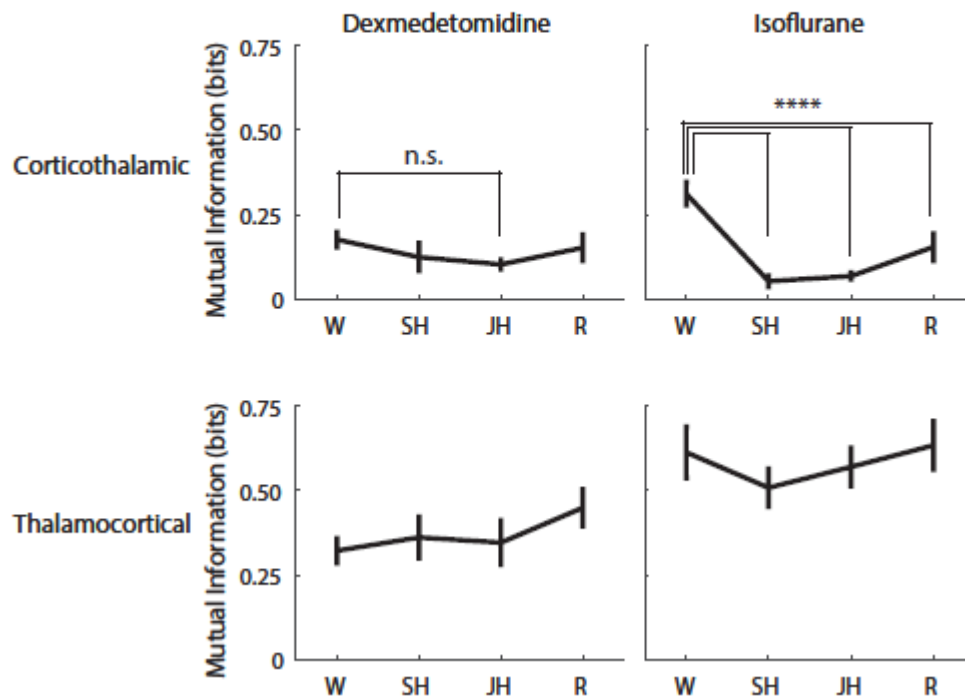 Dexmedetomidine
Isoflurane
Corticothalamic
Mutual Information (bits)
0.75
0.50
0.25
0
n.s.
W SH JH R
****
W SH JH R
Thalamocortical
Mutual Information (bits)
0.75
0.50
0.25
0
W SH JH R
W SH JH R